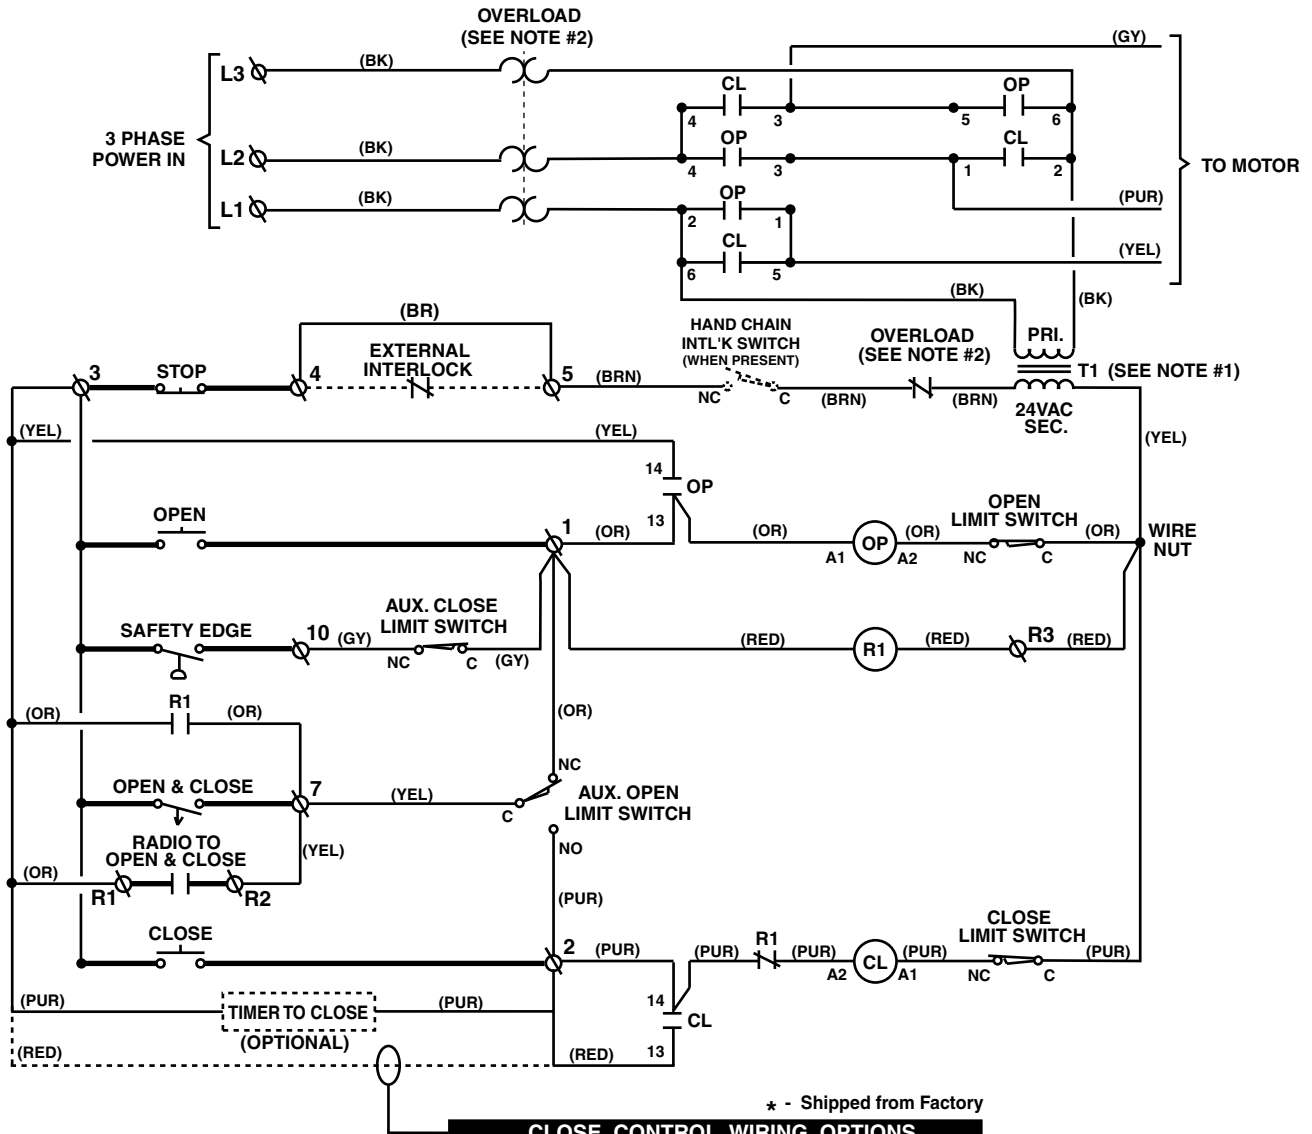 OVERLOAD
(SEE NOTE #2)
(GY)
L3
(BK)
CL
OP
4
3
5
6
3 PHASE
POWER IN
L2
(BK)
OP
CL
4
3
1
2
TO MOTOR
L1
(BK)
OP
(PUR)
2
1
CL
(YEL)
6
5
(BK)
(BK)
(BR)
HAND CHAIN
INTL'K SWITCH
(WHEN PRESENT)
OVERLOAD
(SEE NOTE #2)
PRI.
EXTERNAL
INTERLOCK
3
STOP
4
5
(BRN)
NC
C
(BRN)
(BRN)
T1 (SEE NOTE #1)
24VAC
SEC.
(YEL)
(YEL)
(YEL)
14
OP
13
OPEN
1
(OR)
(OR)
A1
OP
A2
(OR)
OPEN
LIMIT SWITCH
NC
C
(OR)
WIRE
NUT
SAFETY EDGE
10
(GY)
AUX. CLOSE
LIMIT SWITCH
NC
C
(GY)
(RED)
R1
(RED)
R3
(RED)
(OR)
R1
(OR)
(OR)
NC
OPEN & CLOSE
7
(YEL)
C
AUX. OPEN
LIMIT SWITCH
NO
RADIO TO
OPEN & CLOSE
(YEL)
(OR)
R1
R2
(PUR)
CLOSE
2
(PUR)
(PUR)
R1
(PUR)
A2
CL
A1
(PUR)
CLOSE
LIMIT SWITCH
NC
C
(PUR)
(PUR)
TIMER TO CLOSE
(PUR)
(OPTIONAL)
14
CL
13
(RED)
(RED)
* - Shipped from Factory
CLOSE CONTROL WIRING OPTIONS